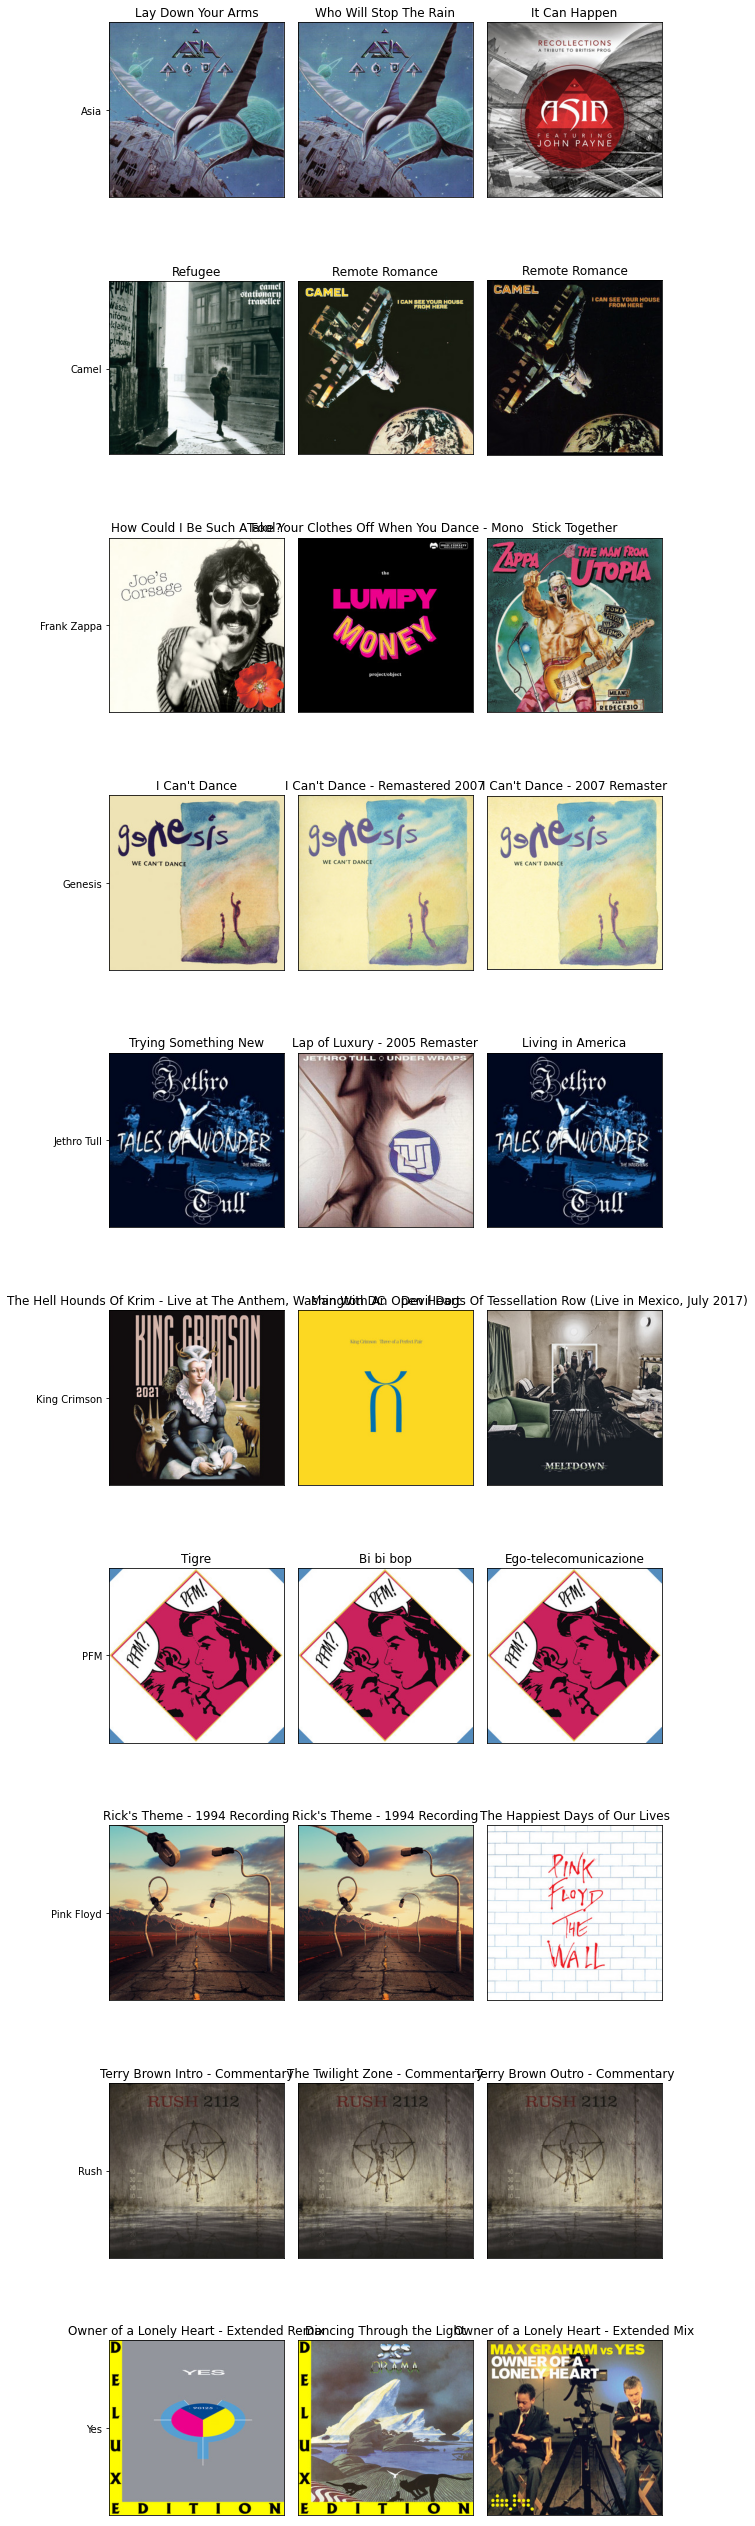 Lay Down Your Arms
Who Will Stop The Rain
It Can Happen
Asia
ASIA
AQUA
ASIA
AQUA
RECOLLECTIONS
A TRIBUTE TO BRITISH PROG
ASIA
FEATURING
JOHN PAYNE
Refugee
Remote Romance
Remote Romance
Camel
camel
stationary
traveller
CAMEL
I CAN SEE YOUR HOUSE
FROM HERE
CAMEL
I CAN SEE YOUR HOUSE
FROM HERE
How Could I Be Such A Fool?
Take Your Clothes Off When You Dance - Mono
Stick Together
Frank Zappa
Joe's
Corsage
the
LUMPY
MONEY
project/object
ZAPPA
THE MAN FROM
UTOPIA
ROMA
NAPOLI
PALERMO
MILANO
PARCO
REDECESIO
I Can't Dance
I Can't Dance - Remastered 2007
I Can't Dance - 2007 Remaster
Genesis
genesis
WE CAN'T DANCE
genesis
WE CAN'T DANCE
genesis
WE CAN'T DANCE
Trying Something New
Lap of Luxury - 2005 Remaster
Living in America
Jethro Tull
Jethro
TALES OF WONDER
Tull
JETHRO TULL UNDER WRAPS
Jethro
TALES OF WONDER
Tull
The Hell Hounds Of Krim - Live at The Anthem, Washington DC
Man With An Open Heart
Devil Dogs Of Tessellation Row (Live in Mexico, July 2017)
King Crimson
KING CRIMSON
2021
King Crimson Three of a Perfect Pair
MELTDOWN
Tigre
Bi bi bop
Ego-telecomunicazione
PFM
PFM!
PFM?
PFM!
PFM?
PFM!
PFM?
Rick's Theme - 1994 Recording
Rick's Theme - 1994 Recording
The Happiest Days of Our Lives
Pink Floyd
PINK
FLOYD
THE
WALL
Terry Brown Intro - Commentary
The Twilight Zone - Commentary
Terry Brown Outro - Commentary
Rush
RUSH 2112
RUSH 2112
RUSH 2112
Owner of a Lonely Heart - Extended Remix
Dancing Through the Light
Owner of a Lonely Heart - Extended Mix
Yes
YES
DELUXE EDITION
YES
DRAMA
DELUXE EDITION
MAX GRAHAM VS YES
OWNER OF A
LONELY HEART